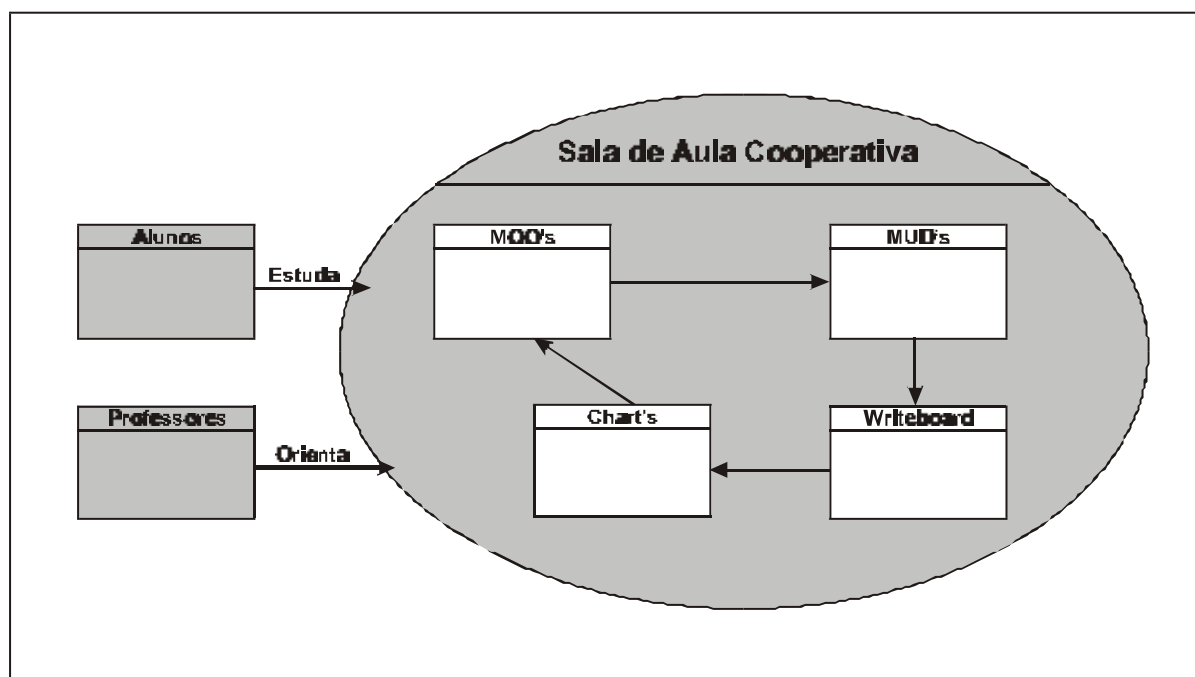 Sala de Aula Cooperativa
Alunos
MOO's
MUD's
Estuda
Professores
Chart's
Writeboard
Orienta